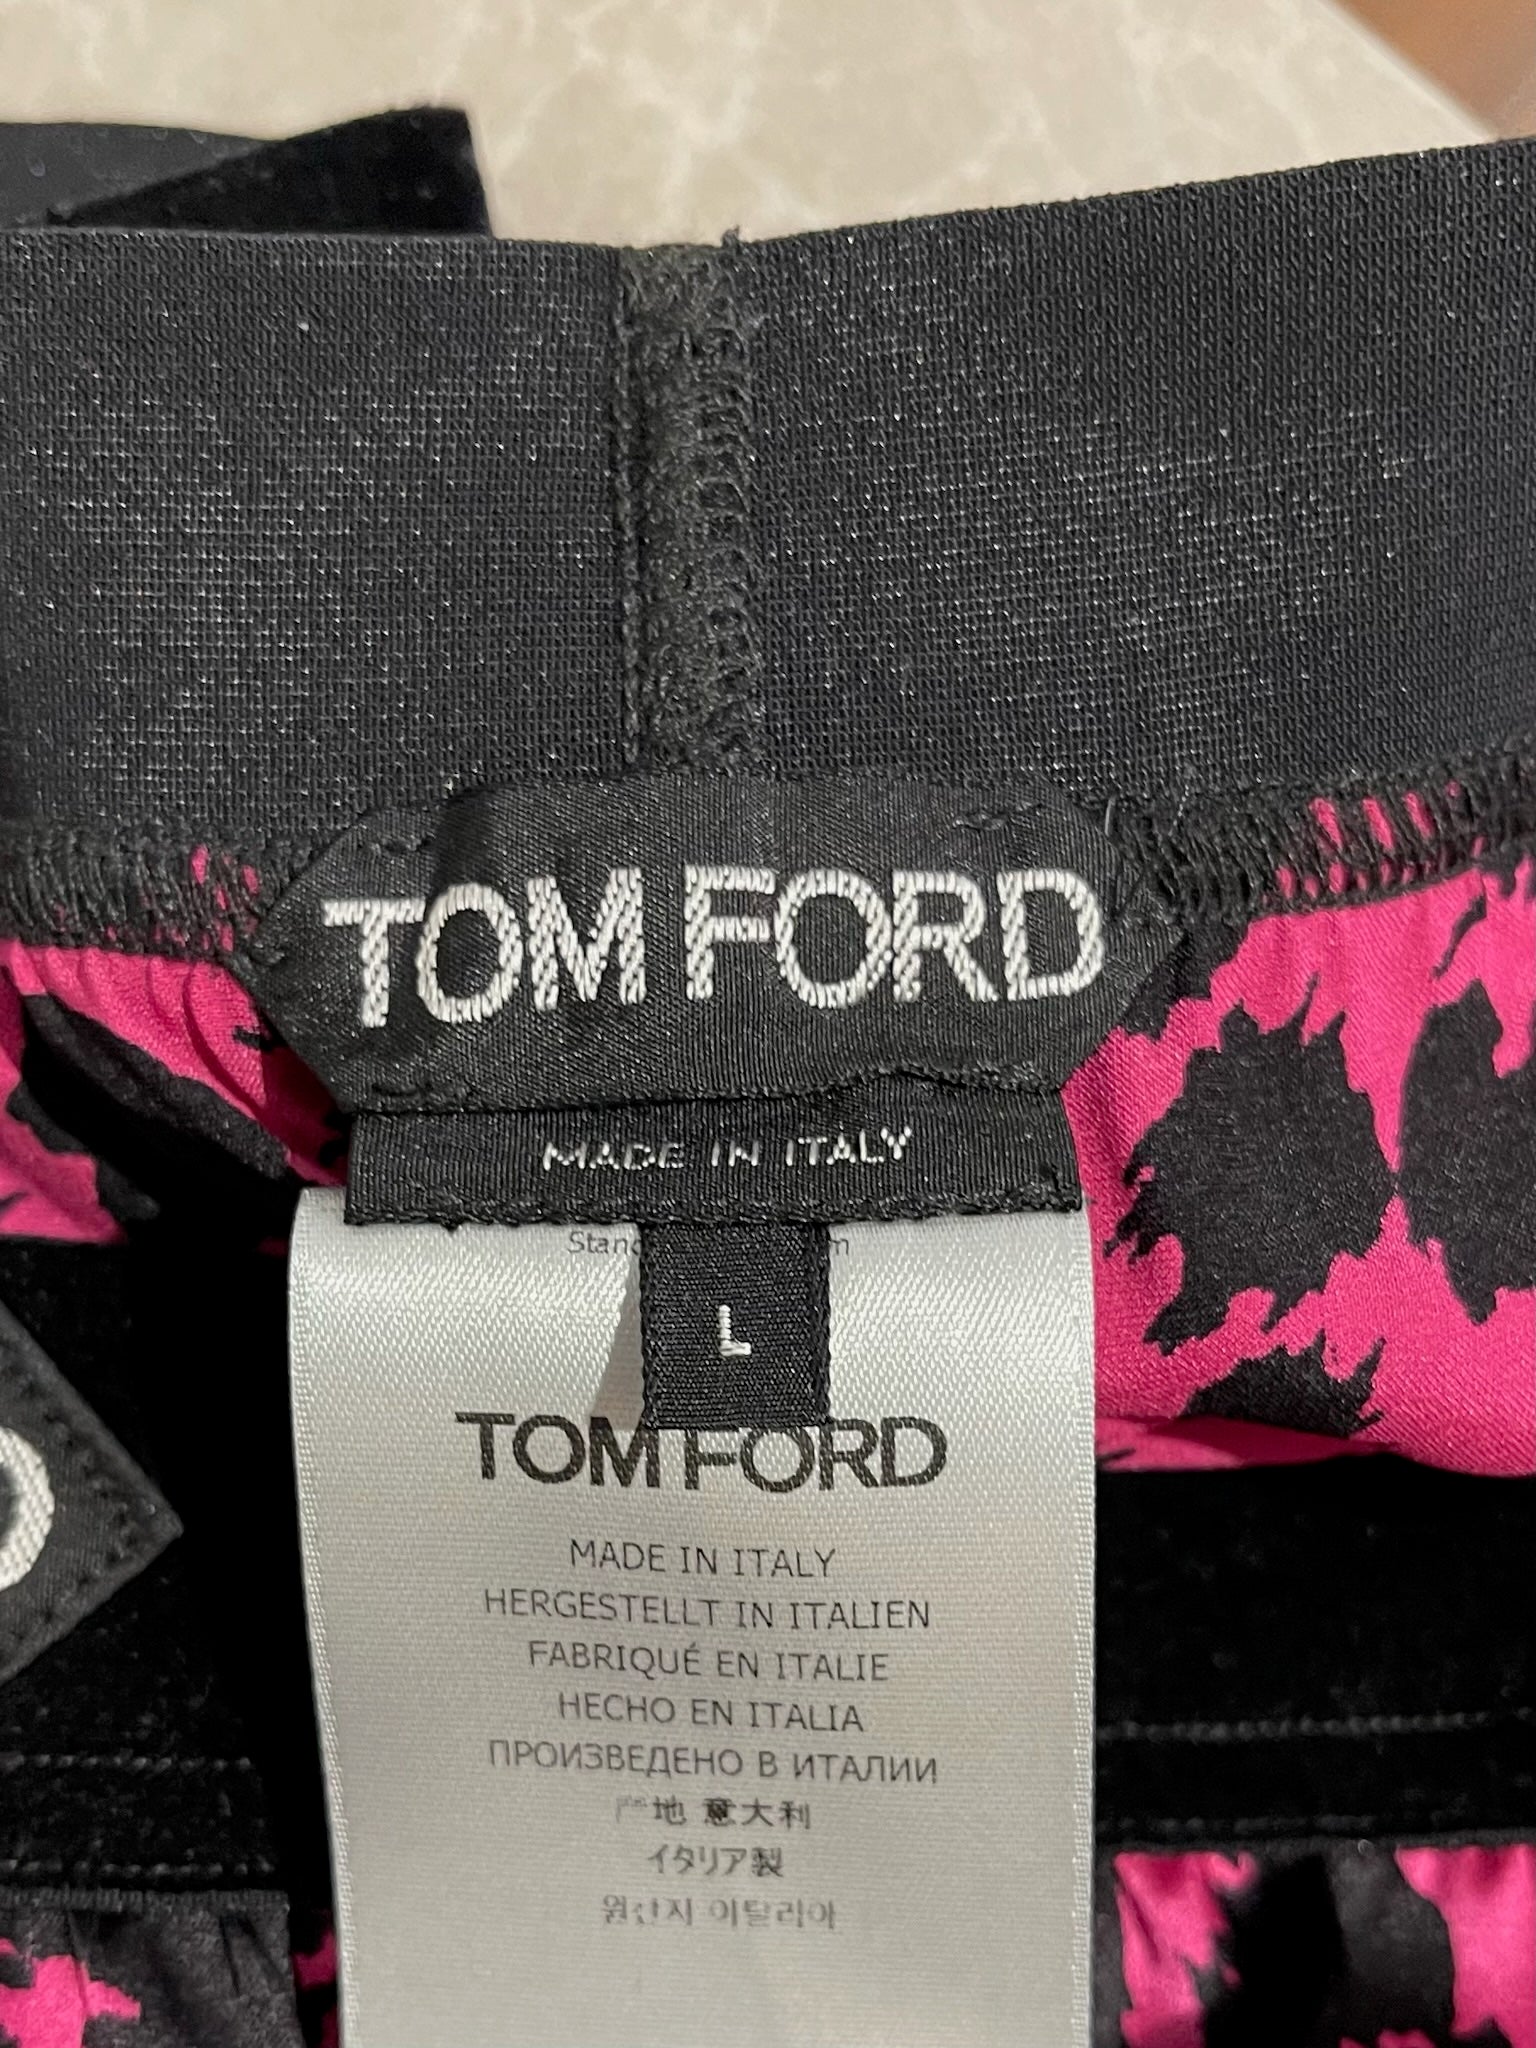 TOM FORD
MADE IN ITALY
L
TOM FORD
MADE IN ITALY
HERGESTELLT IN ITALIEN
FABRIQUÉ EN ITALIE
HECHO EN ITALIA
ПРОИЗВЕДЕНО В ИТАЛИИ
产地 意大利
イタリア製
원산지 이탈리아